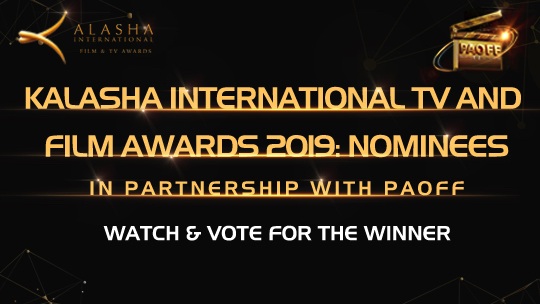 KALASHA
INTERNATIONAL
FILM & TV AWARDS
PAOFF
KALASHA INTERNATIONAL TV AND
FILM AWARDS 2019: NOMINEES
IN PARTNERSHIP WITH PAOFF
WATCH & VOTE FOR THE WINNER